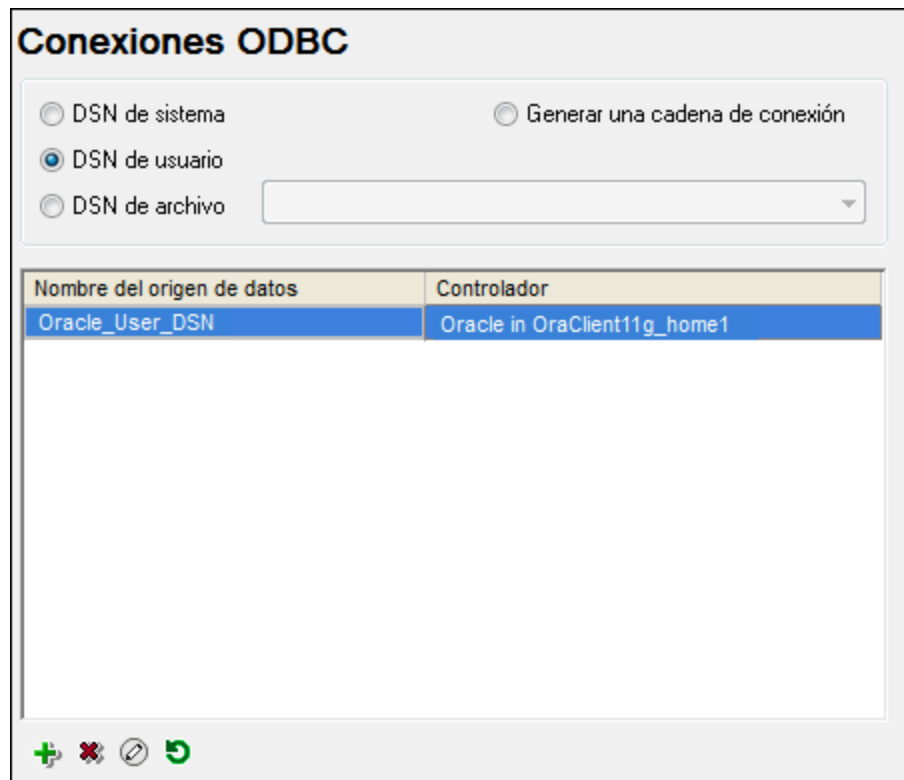 Conexiones ODBC
DSN de sistema
Generar una cadena de conexión
DSN de usuario
DSN de archivo
Nombre del origen de datos
Controlador
Oracle_User_DSN
Oracle in OraClient11g_home1